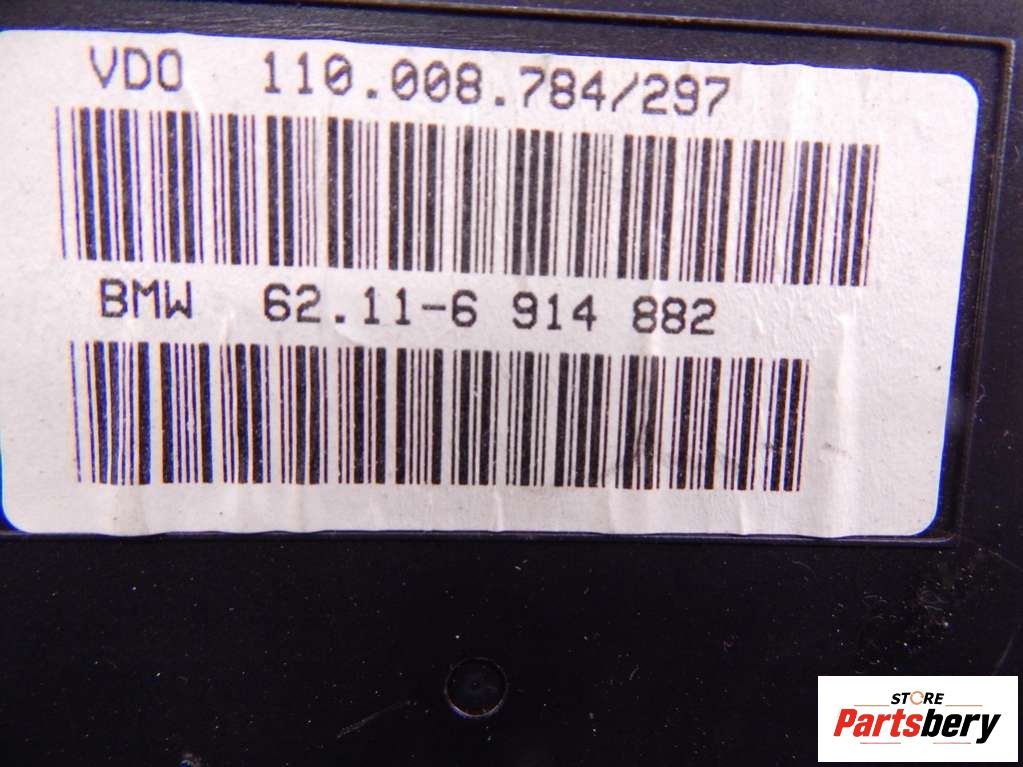 VDO 110.008.784/297
BMW 62.11-6 914 882
STORE
Partsbery